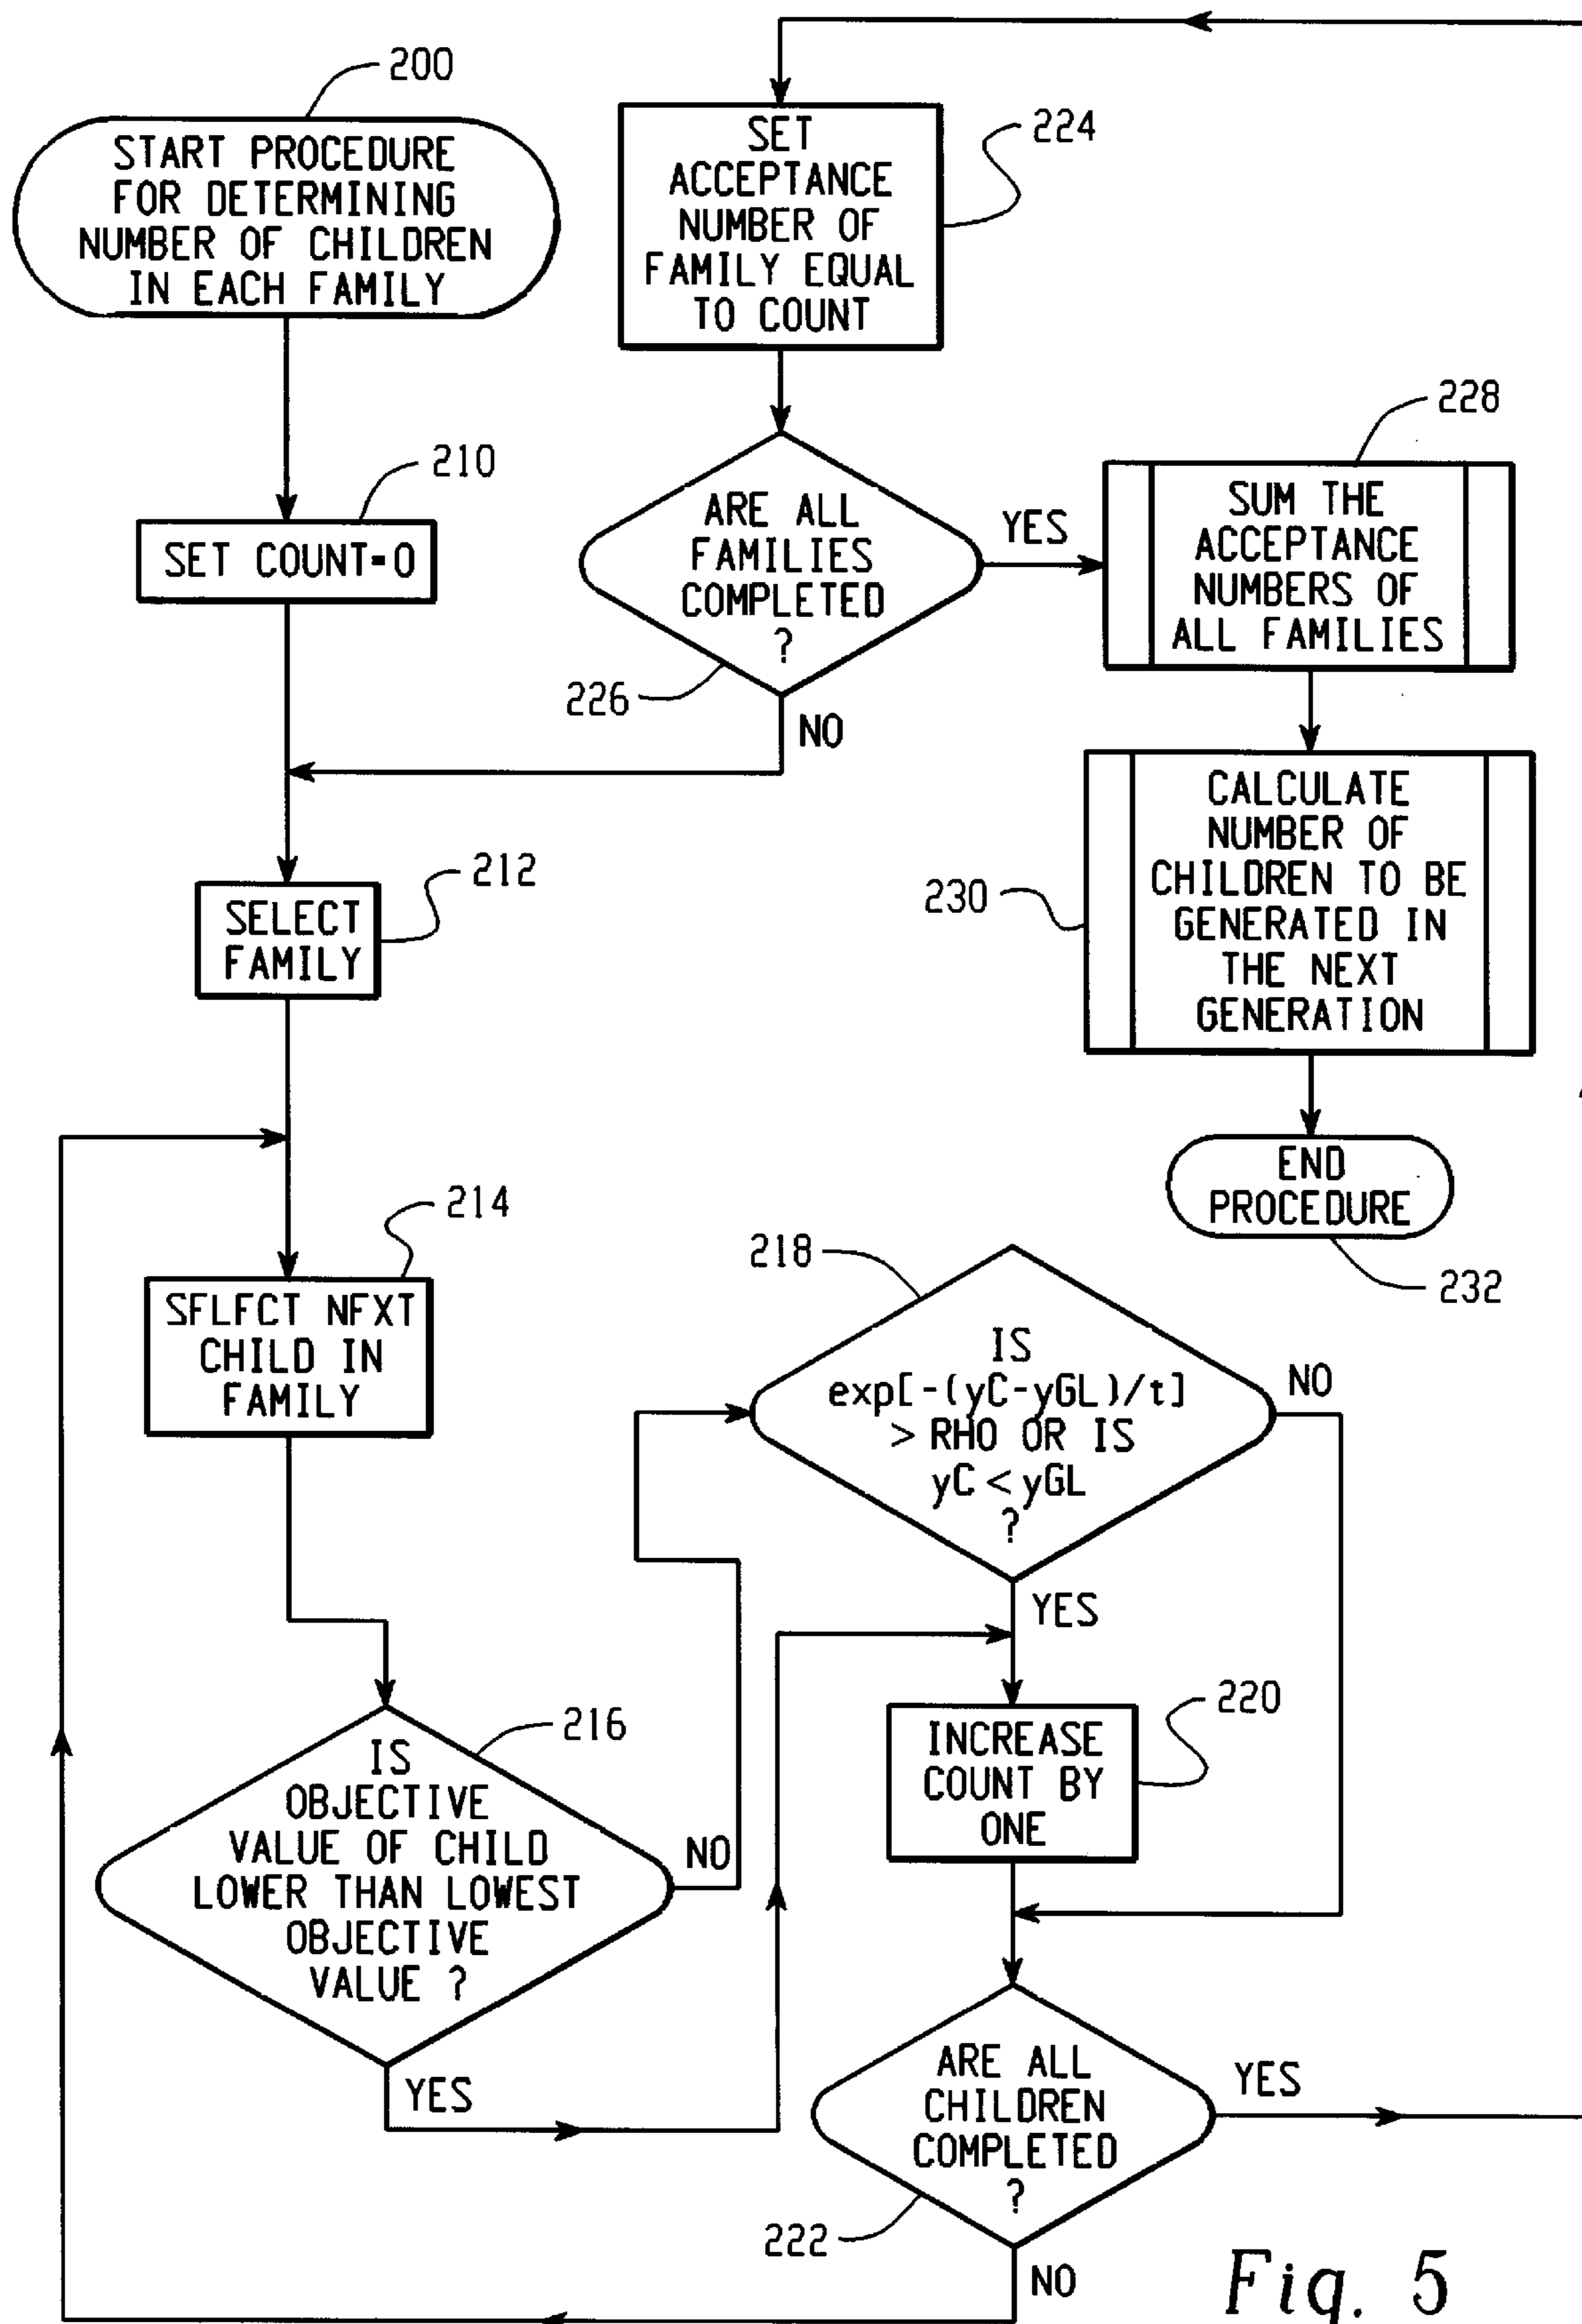 200
START PROCEDURE
FOR DETERMINING
NUMBER OF CHILDREN
IN EACH FAMILY
210
SET COUNT=0
212
SELECT
FAMILY
214
SELECT NEXT
CHILD IN
FAMILY
216
IS
OBJECTIVE
VALUE OF CHILD
LOWER THAN LOWEST
OBJECTIVE
VALUE ?
NO
YES
218
IS
exp[-(yC-yGL)/t]
> RHO OR IS
yC < yGL
?
NO
YES
220
INCREASE
COUNT BY
ONE
ARE ALL
CHILDREN
COMPLETED
?
YES
222
NO
224
SET
ACCEPTANCE
NUMBER OF
FAMILY EQUAL
TO COUNT
ARE ALL
FAMILIES
COMPLETED
?
YES
226
NO
228
SUM THE
ACCEPTANCE
NUMBERS OF
ALL FAMILIES
230
CALCULATE
NUMBER OF
CHILDREN TO BE
GENERATED IN
THE NEXT
GENERATION
END
PROCEDURE
232
Fig. 5